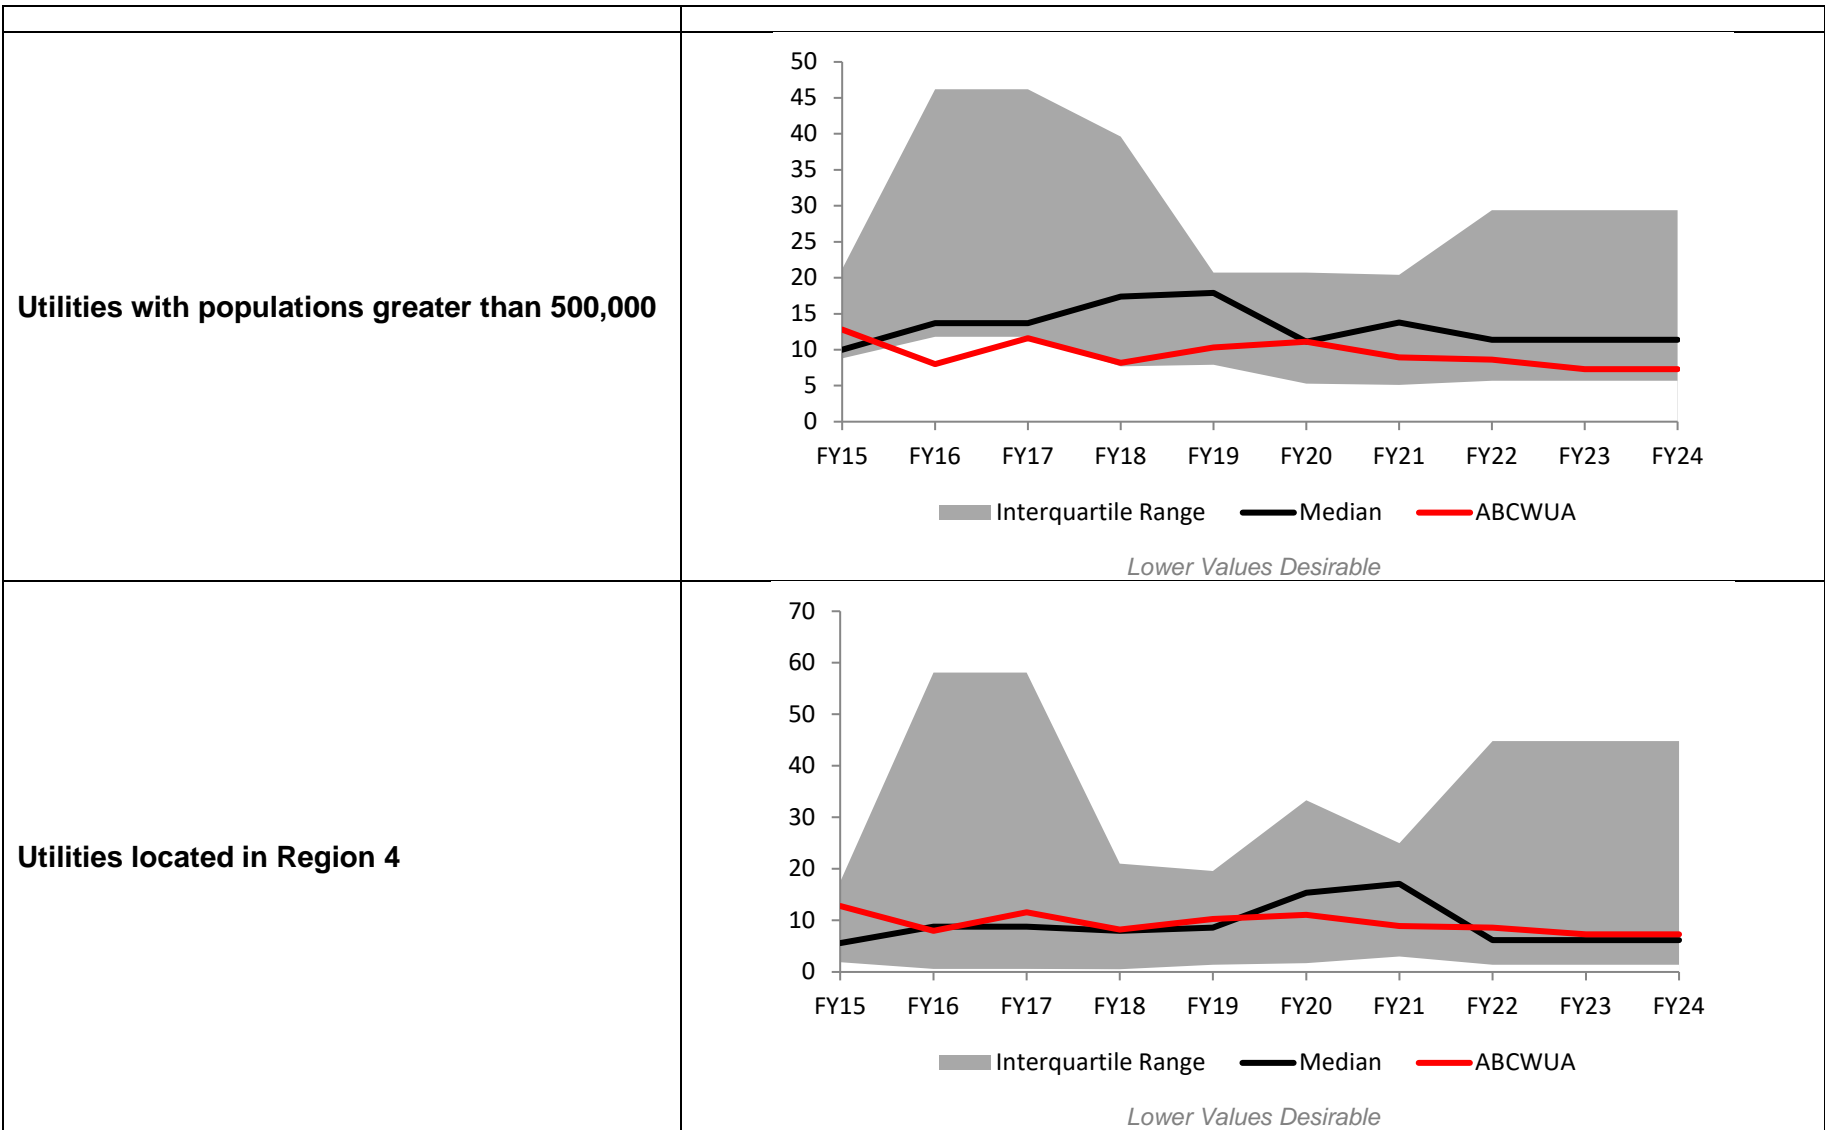 Utilities with populations greater than 500,000
50
45
40
35
30
25
20
15
10
5
0
FY15 FY16 FY17 FY18 FY19 FY20 FY21 FY22 FY23 FY24
Interquartile Range Median ABCWUA
Lower Values Desirable
Utilities located in Region 4
70
60
50
40
30
20
10
0
FY15 FY16 FY17 FY18 FY19 FY20 FY21 FY22 FY23 FY24
Interquartile Range Median ABCWUA
Lower Values Desirable